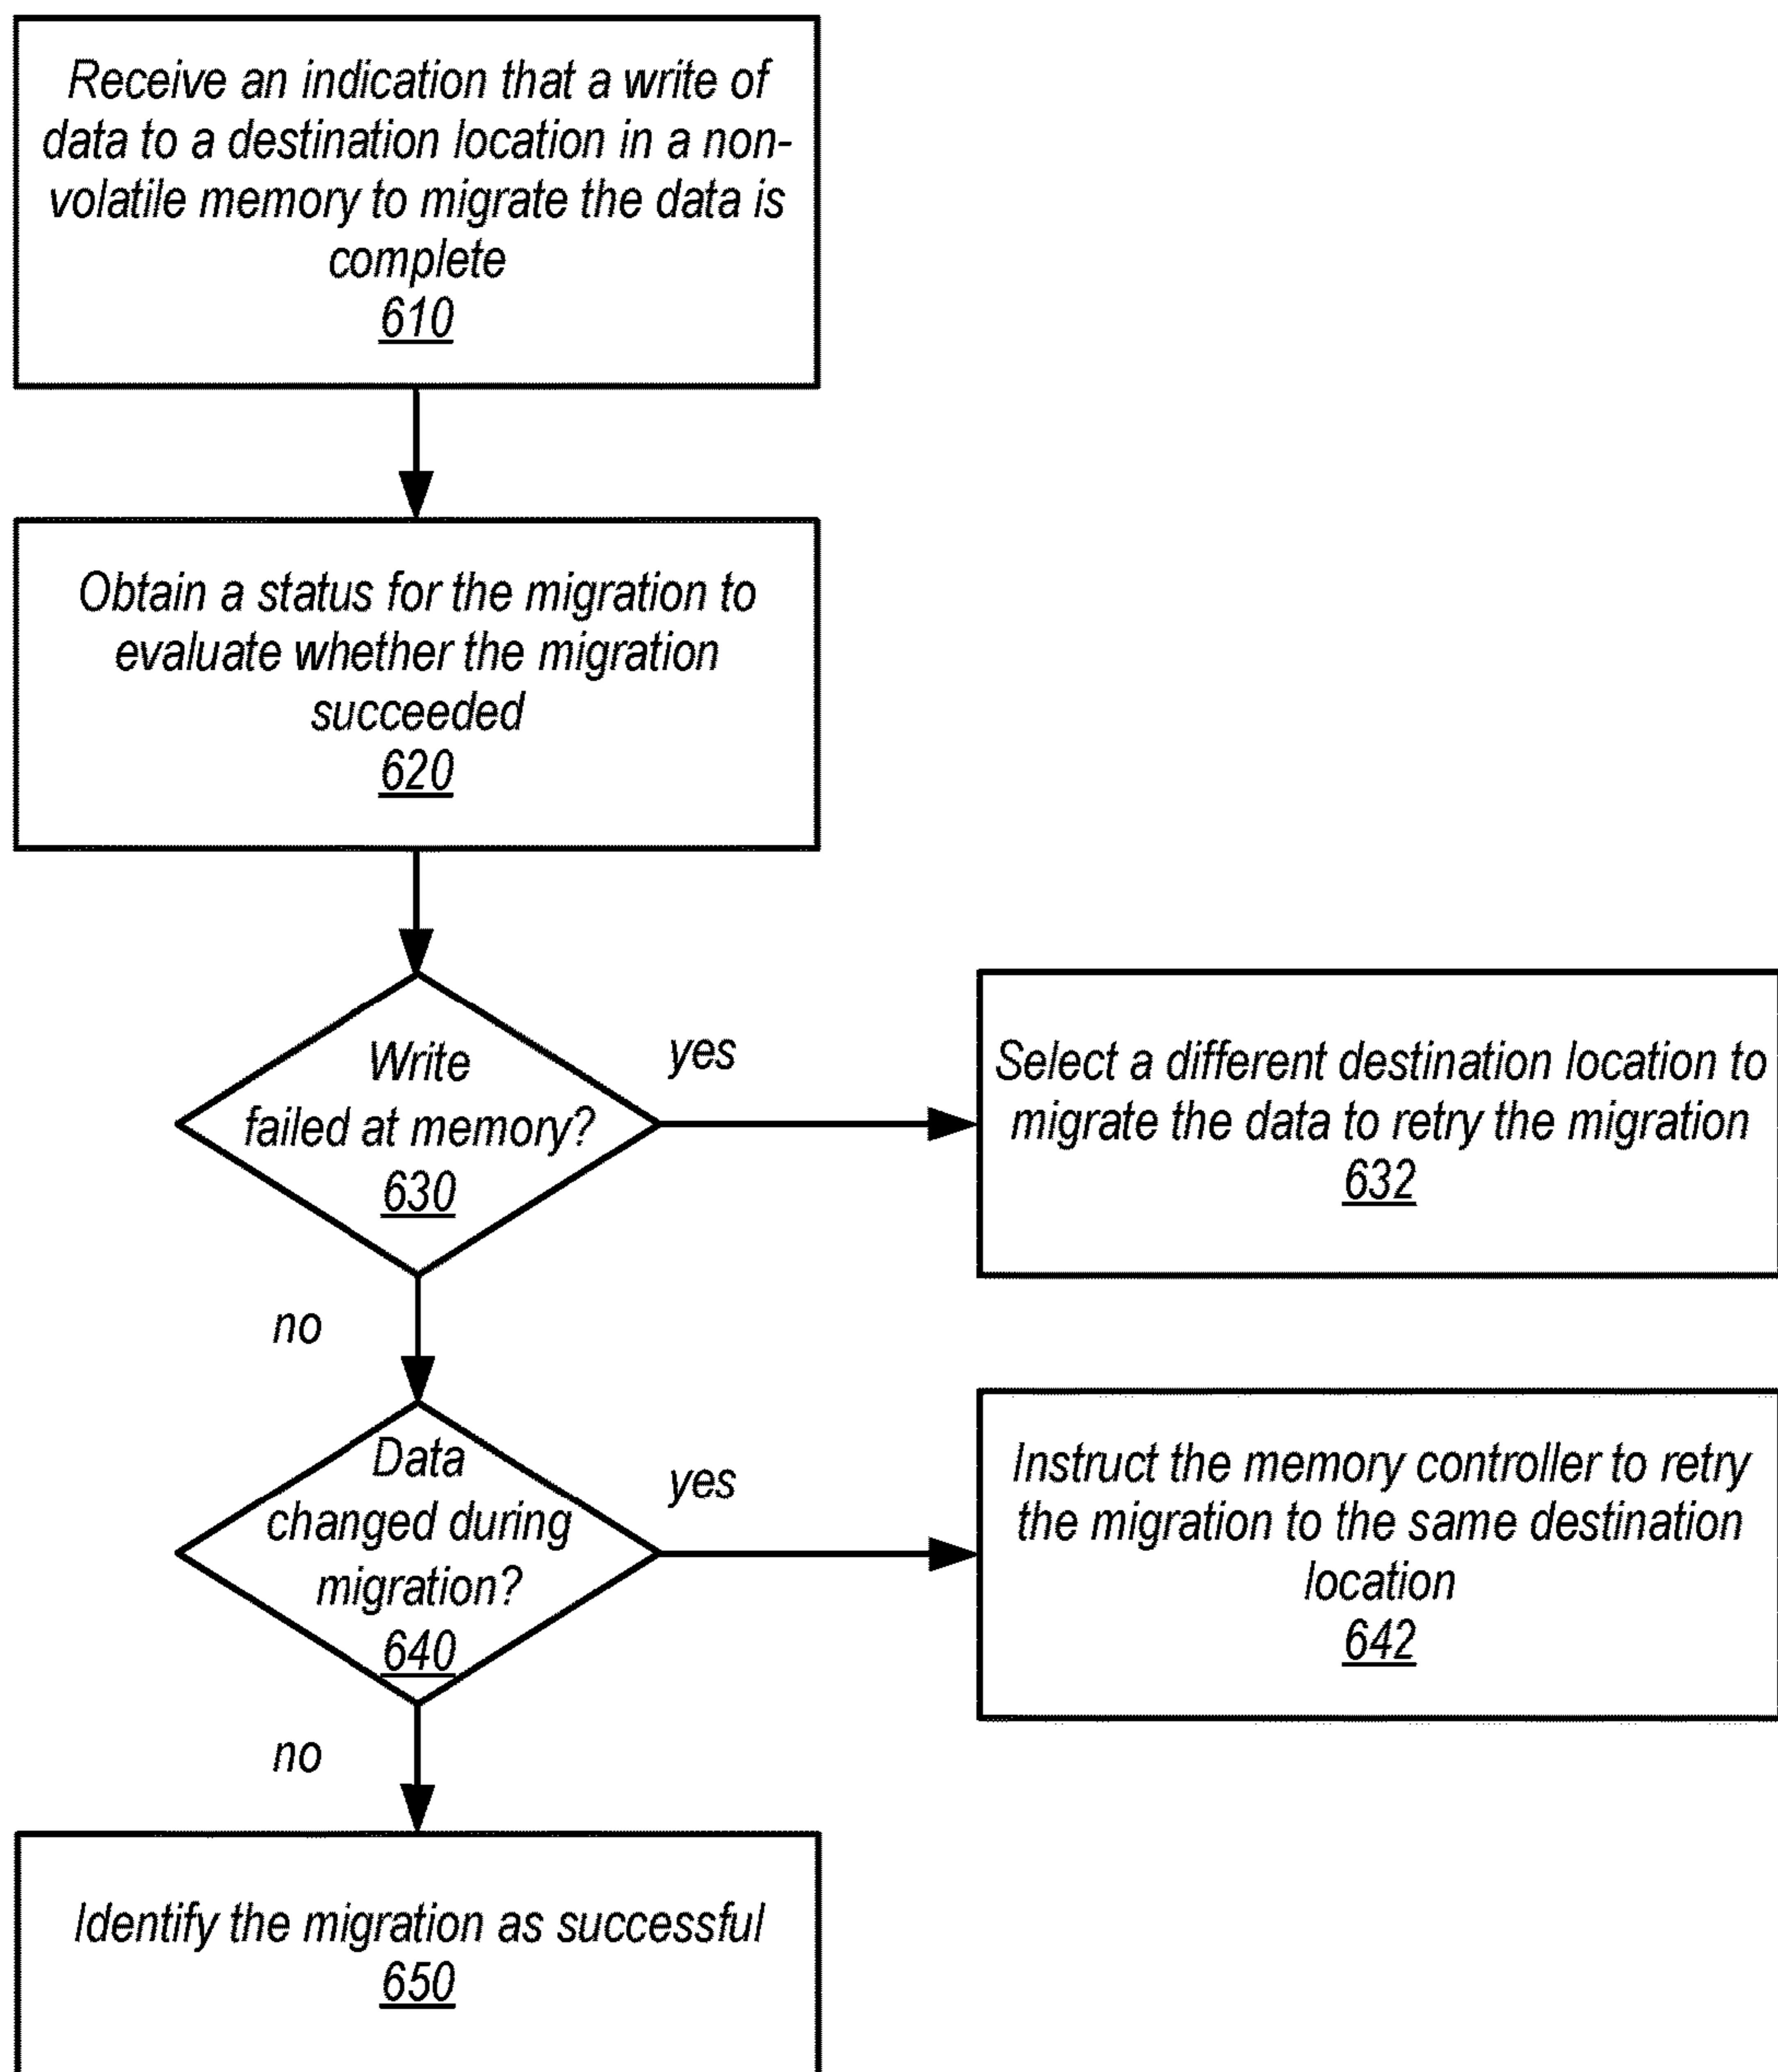 Receive an indication that a write of
data to a destination location in a non-
volatile memory to migrate the data is
complete
610
Obtain a status for the migration to
evaluate whether the migration
succeeded
620
Write
failed at memory?
630
yes
Select a different destination location to
migrate the data to retry the migration
632
no
Data
changed during
migration?
640
yes
Instruct the memory controller to retry
the migration to the same destination
location
642
no
Identify the migration as successful
650